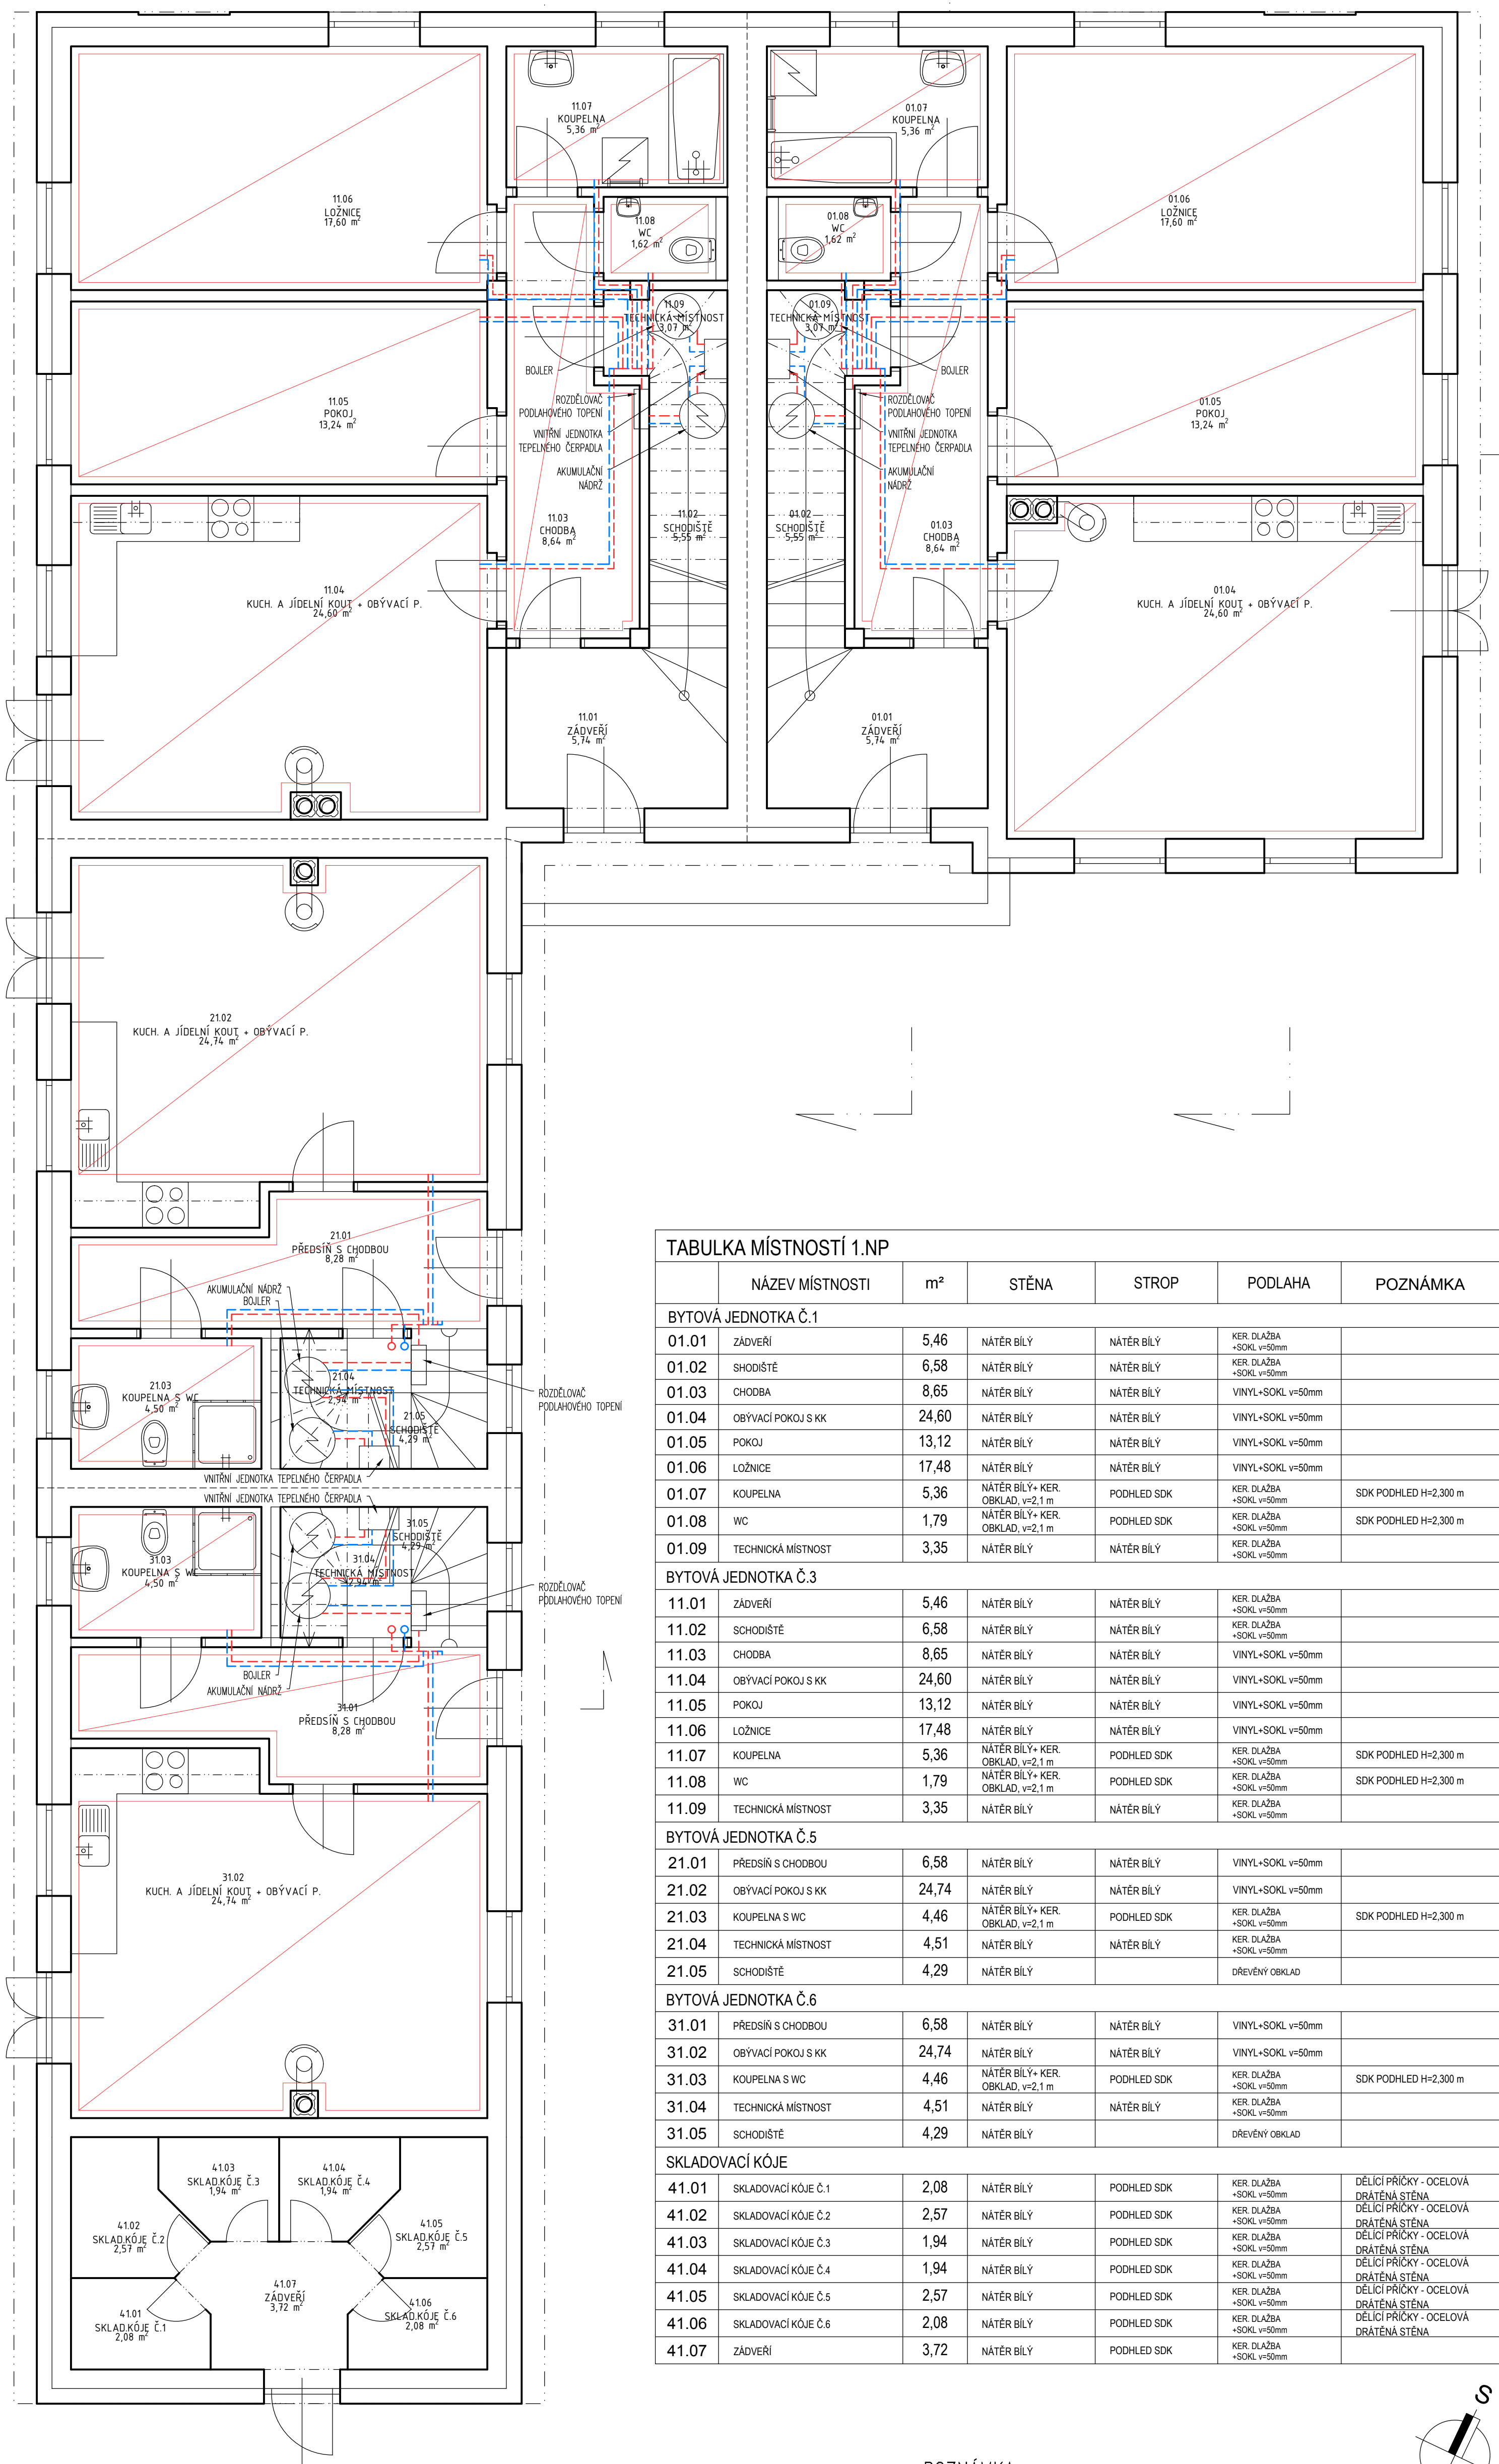 11.07
KOUPELNA
5,36 m²
01.07
KOUPELNA
5,36 m²
11.06
LOŽNICE
17,60 m²
11.08
WC
1,62 m²
01.08
WC
1,62 m²
01.06
LOŽNICE
17,60 m²
11.09
TECHNICKÁ MÍSTNOST
3,07 m²
01.09
TECHNICKÁ MÍSTNOST
3,07 m²
BOJLER
BOJLER
11.05
POKOJ
13,24 m²
ROZDĚLOVAČ
PODLAHOVÉHO TOPENÍ
VNITŘNÍ JEDNOTKA
TEPELNÉHO ČERPADLA
AKUMULAČNÍ
NÁDRŽ
ROZDĚLOVAČ
PODLAHOVÉHO TOPENÍ
VNITŘNÍ JEDNOTKA
TEPELNÉHO ČERPADLA
AKUMULAČNÍ
NÁDRŽ
01.05
POKOJ
13,24 m²
11.03
CHODBA
8,64 m²
11.02
SCHODIŠTĚ
5,55 m²
01.02
SCHODIŠTĚ
5,55 m²
01.03
CHODBA
8,64 m²
11.04
KUCH. A JÍDELNÍ KOUT + OBÝVACÍ P.
24,60 m²
01.04
KUCH. A JÍDELNÍ KOUT + OBÝVACÍ P.
24,60 m²
11.01
ZÁDVEŘÍ
5,74 m²
01.01
ZÁDVEŘÍ
5,74 m²
21.02
KUCH. A JÍDELNÍ KOUT + OBÝVACÍ P.
24,74 m²
21.01
PŘEDSÍŇ S CHODBOU
8,28 m²
AKUMULAČNÍ NÁDRŽ
BOJLER
21.03
KOUPELNA S WC
4,50 m²
21.04
TECHNICKÁ MÍSTNOST
2,94 m²
21.05
SCHODIŠTĚ
4,29 m²
ROZDĚLOVAČ
PODLAHOVÉHO TOPENÍ
VNITŘNÍ JEDNOTKA TEPELNÉHO ČERPADLA
VNITŘNÍ JEDNOTKA TEPELNÉHO ČERPADLA
31.05
SCHODIŠTĚ
4,29 m²
31.03
KOUPELNA S WC
4,50 m²
31.04
TECHNICKÁ MÍSTNOST
2,94 m²
ROZDĚLOVAČ
PODLAHOVÉHO TOPENÍ
BOJLER
AKUMULAČNÍ NÁDRŽ
31.01
PŘEDSÍŇ S CHODBOU
8,28 m²
31.02
KUCH. A JÍDELNÍ KOUT + OBÝVACÍ P.
24,74 m²
41.03
SKLAD.KÓJE Č.3
1,94 m²
41.04
SKLAD.KÓJE Č.4
1,94 m²
41.02
SKLAD.KÓJE Č.2
2,57 m²
41.05
SKLAD.KÓJE Č.5
2,57 m²
41.07
ZÁDVEŘÍ
3,72 m²
41.01
SKLAD.KÓJE Č.1
2,08 m²
41.06
SKLAD.KÓJE Č.6
2,08 m²
TABULKA MÍSTNOSTÍ 1.NP
NÁZEV MÍSTNOSTI m² STĚNA STROP PODLAHA POZNÁMKA
BYTOVÁ JEDNOTKA Č.1
01.01 ZÁDVEŘÍ 5,46 NÁTĚR BÍLÝ NÁTĚR BÍLÝ KER. DLAŽBA +SOKL v=50mm
01.02 SHODIŠTĚ 6,58 NÁTĚR BÍLÝ NÁTĚR BÍLÝ KER. DLAŽBA +SOKL v=50mm
01.03 CHODBA 8,65 NÁTĚR BÍLÝ NÁTĚR BÍLÝ VINYL+SOKL v=50mm
01.04 OBÝVACÍ POKOJ S KK 24,60 NÁTĚR BÍLÝ NÁTĚR BÍLÝ VINYL+SOKL v=50mm
01.05 POKOJ 13,12 NÁTĚR BÍLÝ NÁTĚR BÍLÝ VINYL+SOKL v=50mm
01.06 LOŽNICE 17,48 NÁTĚR BÍLÝ NÁTĚR BÍLÝ VINYL+SOKL v=50mm
01.07 KOUPELNA 5,36 NÁTĚR BÍLÝ+ KER. OBKLAD, v=2,1 m PODHLED SDK KER. DLAŽBA +SOKL v=50mm SDK PODHLED H=2,300 m
01.08 WC 1,79 NÁTĚR BÍLÝ+ KER. OBKLAD, v=2,1 m PODHLED SDK KER. DLAŽBA +SOKL v=50mm SDK PODHLED H=2,300 m
01.09 TECHNICKÁ MÍSTNOST 3,35 NÁTĚR BÍLÝ NÁTĚR BÍLÝ KER. DLAŽBA +SOKL v=50mm
BYTOVÁ JEDNOTKA Č.3
11.01 ZÁDVEŘÍ 5,46 NÁTĚR BÍLÝ NÁTĚR BÍLÝ KER. DLAŽBA +SOKL v=50mm
11.02 SCHODIŠTĚ 6,58 NÁTĚR BÍLÝ NÁTĚR BÍLÝ KER. DLAŽBA +SOKL v=50mm
11.03 CHODBA 8,65 NÁTĚR BÍLÝ NÁTĚR BÍLÝ VINYL+SOKL v=50mm
11.04 OBÝVACÍ POKOJ S KK 24,60 NÁTĚR BÍLÝ NÁTĚR BÍLÝ VINYL+SOKL v=50mm
11.05 POKOJ 13,12 NÁTĚR BÍLÝ NÁTĚR BÍLÝ VINYL+SOKL v=50mm
11.06 LOŽNICE 17,48 NÁTĚR BÍLÝ NÁTĚR BÍLÝ VINYL+SOKL v=50mm
11.07 KOUPELNA 5,36 NÁTĚR BÍLÝ+ KER. OBKLAD, v=2,1 m PODHLED SDK KER. DLAŽBA +SOKL v=50mm SDK PODHLED H=2,300 m
11.08 WC 1,79 NÁTĚR BÍLÝ+ KER. OBKLAD, v=2,1 m PODHLED SDK KER. DLAŽBA +SOKL v=50mm SDK PODHLED H=2,300 m
11.09 TECHNICKÁ MÍSTNOST 3,35 NÁTĚR BÍLÝ NÁTĚR BÍLÝ KER. DLAŽBA +SOKL v=50mm
BYTOVÁ JEDNOTKA Č.5
21.01 PŘEDSÍŇ S CHODBOU 6,58 NÁTĚR BÍLÝ NÁTĚR BÍLÝ VINYL+SOKL v=50mm
21.02 OBÝVACÍ POKOJ S KK 24,74 NÁTĚR BÍLÝ NÁTĚR BÍLÝ VINYL+SOKL v=50mm
21.03 KOUPELNA S WC 4,46 NÁTĚR BÍLÝ+ KER. OBKLAD, v=2,1 m PODHLED SDK KER. DLAŽBA +SOKL v=50mm SDK PODHLED H=2,300 m
21.04 TECHNICKÁ MÍSTNOST 4,51 NÁTĚR BÍLÝ NÁTĚR BÍLÝ KER. DLAŽBA +SOKL v=50mm
21.05 SCHODIŠTĚ 4,29 NÁTĚR BÍLÝ DŘEVĚNÝ OBKLAD
BYTOVÁ JEDNOTKA Č.6
31.01 PŘEDSÍŇ S CHODBOU 6,58 NÁTĚR BÍLÝ NÁTĚR BÍLÝ VINYL+SOKL v=50mm
31.02 OBÝVACÍ POKOJ S KK 24,74 NÁTĚR BÍLÝ NÁTĚR BÍLÝ VINYL+SOKL v=50mm
31.03 KOUPELNA S WC 4,46 NÁTĚR BÍLÝ+ KER. OBKLAD, v=2,1 m PODHLED SDK KER. DLAŽBA +SOKL v=50mm SDK PODHLED H=2,300 m
31.04 TECHNICKÁ MÍSTNOST 4,51 NÁTĚR BÍLÝ NÁTĚR BÍLÝ KER. DLAŽBA +SOKL v=50mm
31.05 SCHODIŠTĚ 4,29 NÁTĚR BÍLÝ DŘEVĚNÝ OBKLAD
SKLADOVACÍ KÓJE
41.01 SKLADOVACÍ KÓJE Č.1 2,08 NÁTĚR BÍLÝ PODHLED SDK KER. DLAŽBA +SOKL v=50mm DĚLÍCÍ PŘÍČKY - OCELOVÁ DRÁTĚNÁ STĚNA
41.02 SKLADOVACÍ KÓJE Č.2 2,57 NÁTĚR BÍLÝ PODHLED SDK KER. DLAŽBA +SOKL v=50mm DĚLÍCÍ PŘÍČKY - OCELOVÁ DRÁTĚNÁ STĚNA
41.03 SKLADOVACÍ KÓJE Č.3 1,94 NÁTĚR BÍLÝ PODHLED SDK KER. DLAŽBA +SOKL v=50mm DĚLÍCÍ PŘÍČKY - OCELOVÁ DRÁTĚNÁ STĚNA
41.04 SKLADOVACÍ KÓJE Č.4 1,94 NÁTĚR BÍLÝ PODHLED SDK KER. DLAŽBA +SOKL v=50mm DĚLÍCÍ PŘÍČKY - OCELOVÁ DRÁTĚNÁ STĚNA
41.05 SKLADOVACÍ KÓJE Č.5 2,57 NÁTĚR BÍLÝ PODHLED SDK KER. DLAŽBA +SOKL v=50mm DĚLÍCÍ PŘÍČKY - OCELOVÁ DRÁTĚNÁ STĚNA
41.06 SKLADOVACÍ KÓJE Č.6 2,08 NÁTĚR BÍLÝ PODHLED SDK KER. DLAŽBA +SOKL v=50mm DĚLÍCÍ PŘÍČKY - OCELOVÁ DRÁTĚNÁ STĚNA
41.07 ZÁDVEŘÍ 3,72 NÁTĚR BÍLÝ PODHLED SDK KER. DLAŽBA +SOKL v=50mm
S